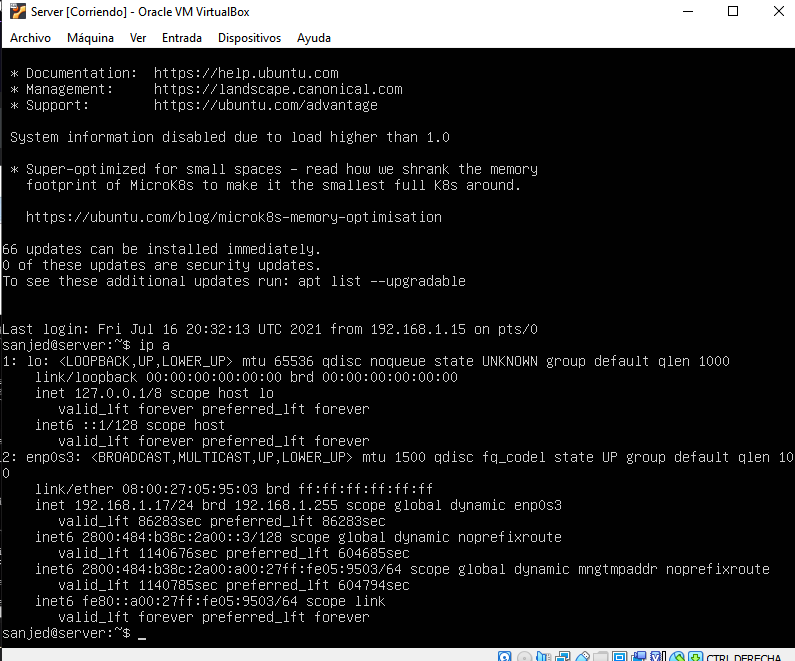 Server [Corriendo] - Oracle VM VirtualBox
Archivo Máquina Ver Entrada Dispositivos Ayuda
* Documentation:  https://help.ubuntu.com
* Management:     https://landscape.canonical.com
* Support:        https://ubuntu.com/advantage
System information disabled due to load higher than 1.0
* Super-optimized for small spaces - read how we shrank the memory
footprint of MicroK8s to make it the smallest full K8s around.
https://ubuntu.com/blog/microk8s-memory-optimisation
66 updates can be installed immediately.
0 of these updates are security updates.
To see these additional updates run: apt list --upgradable
Last login: Fri Jul 16 20:32:13 UTC 2021 from 192.168.1.15 on pts/0
sanjed@server:~$ ip a
1: lo: <LOOPBACK,UP,LOWER_UP> mtu 65536 qdisc noqueue state UNKNOWN group default qlen 1000
link/loopback 00:00:00:00:00:00 brd 00:00:00:00:00:00
inet 127.0.0.1/8 scope host lo
valid_lft forever preferred_lft forever
inet6 ::1/128 scope host
valid_lft forever preferred_lft forever
2: enp0s3: <BROADCAST,MULTICAST,UP,LOWER_UP> mtu 1500 qdisc fq_codel state UP group default qlen 10
0
link/ether 08:00:27:05:95:03 brd ff:ff:ff:ff:ff:ff
inet 192.168.1.17/24 brd 192.168.1.255 scope global dynamic enp0s3
valid_lft 86283sec preferred_lft 86283sec
inet6 2800:484:b38c:2a00::3/128 scope global dynamic noprefixroute
valid_lft 1140676sec preferred_lft 604685sec
inet6 2800:484:b38c:2a00:a00:27ff:fe05:9503/64 scope global dynamic mngtmpaddr noprefixroute
valid_lft 1140785sec preferred_lft 604794sec
inet6 fe80::a00:27ff:fe05:9503/64 scope link
valid_lft forever preferred_lft forever
sanjed@server:~$ _
CTRL DERECHA